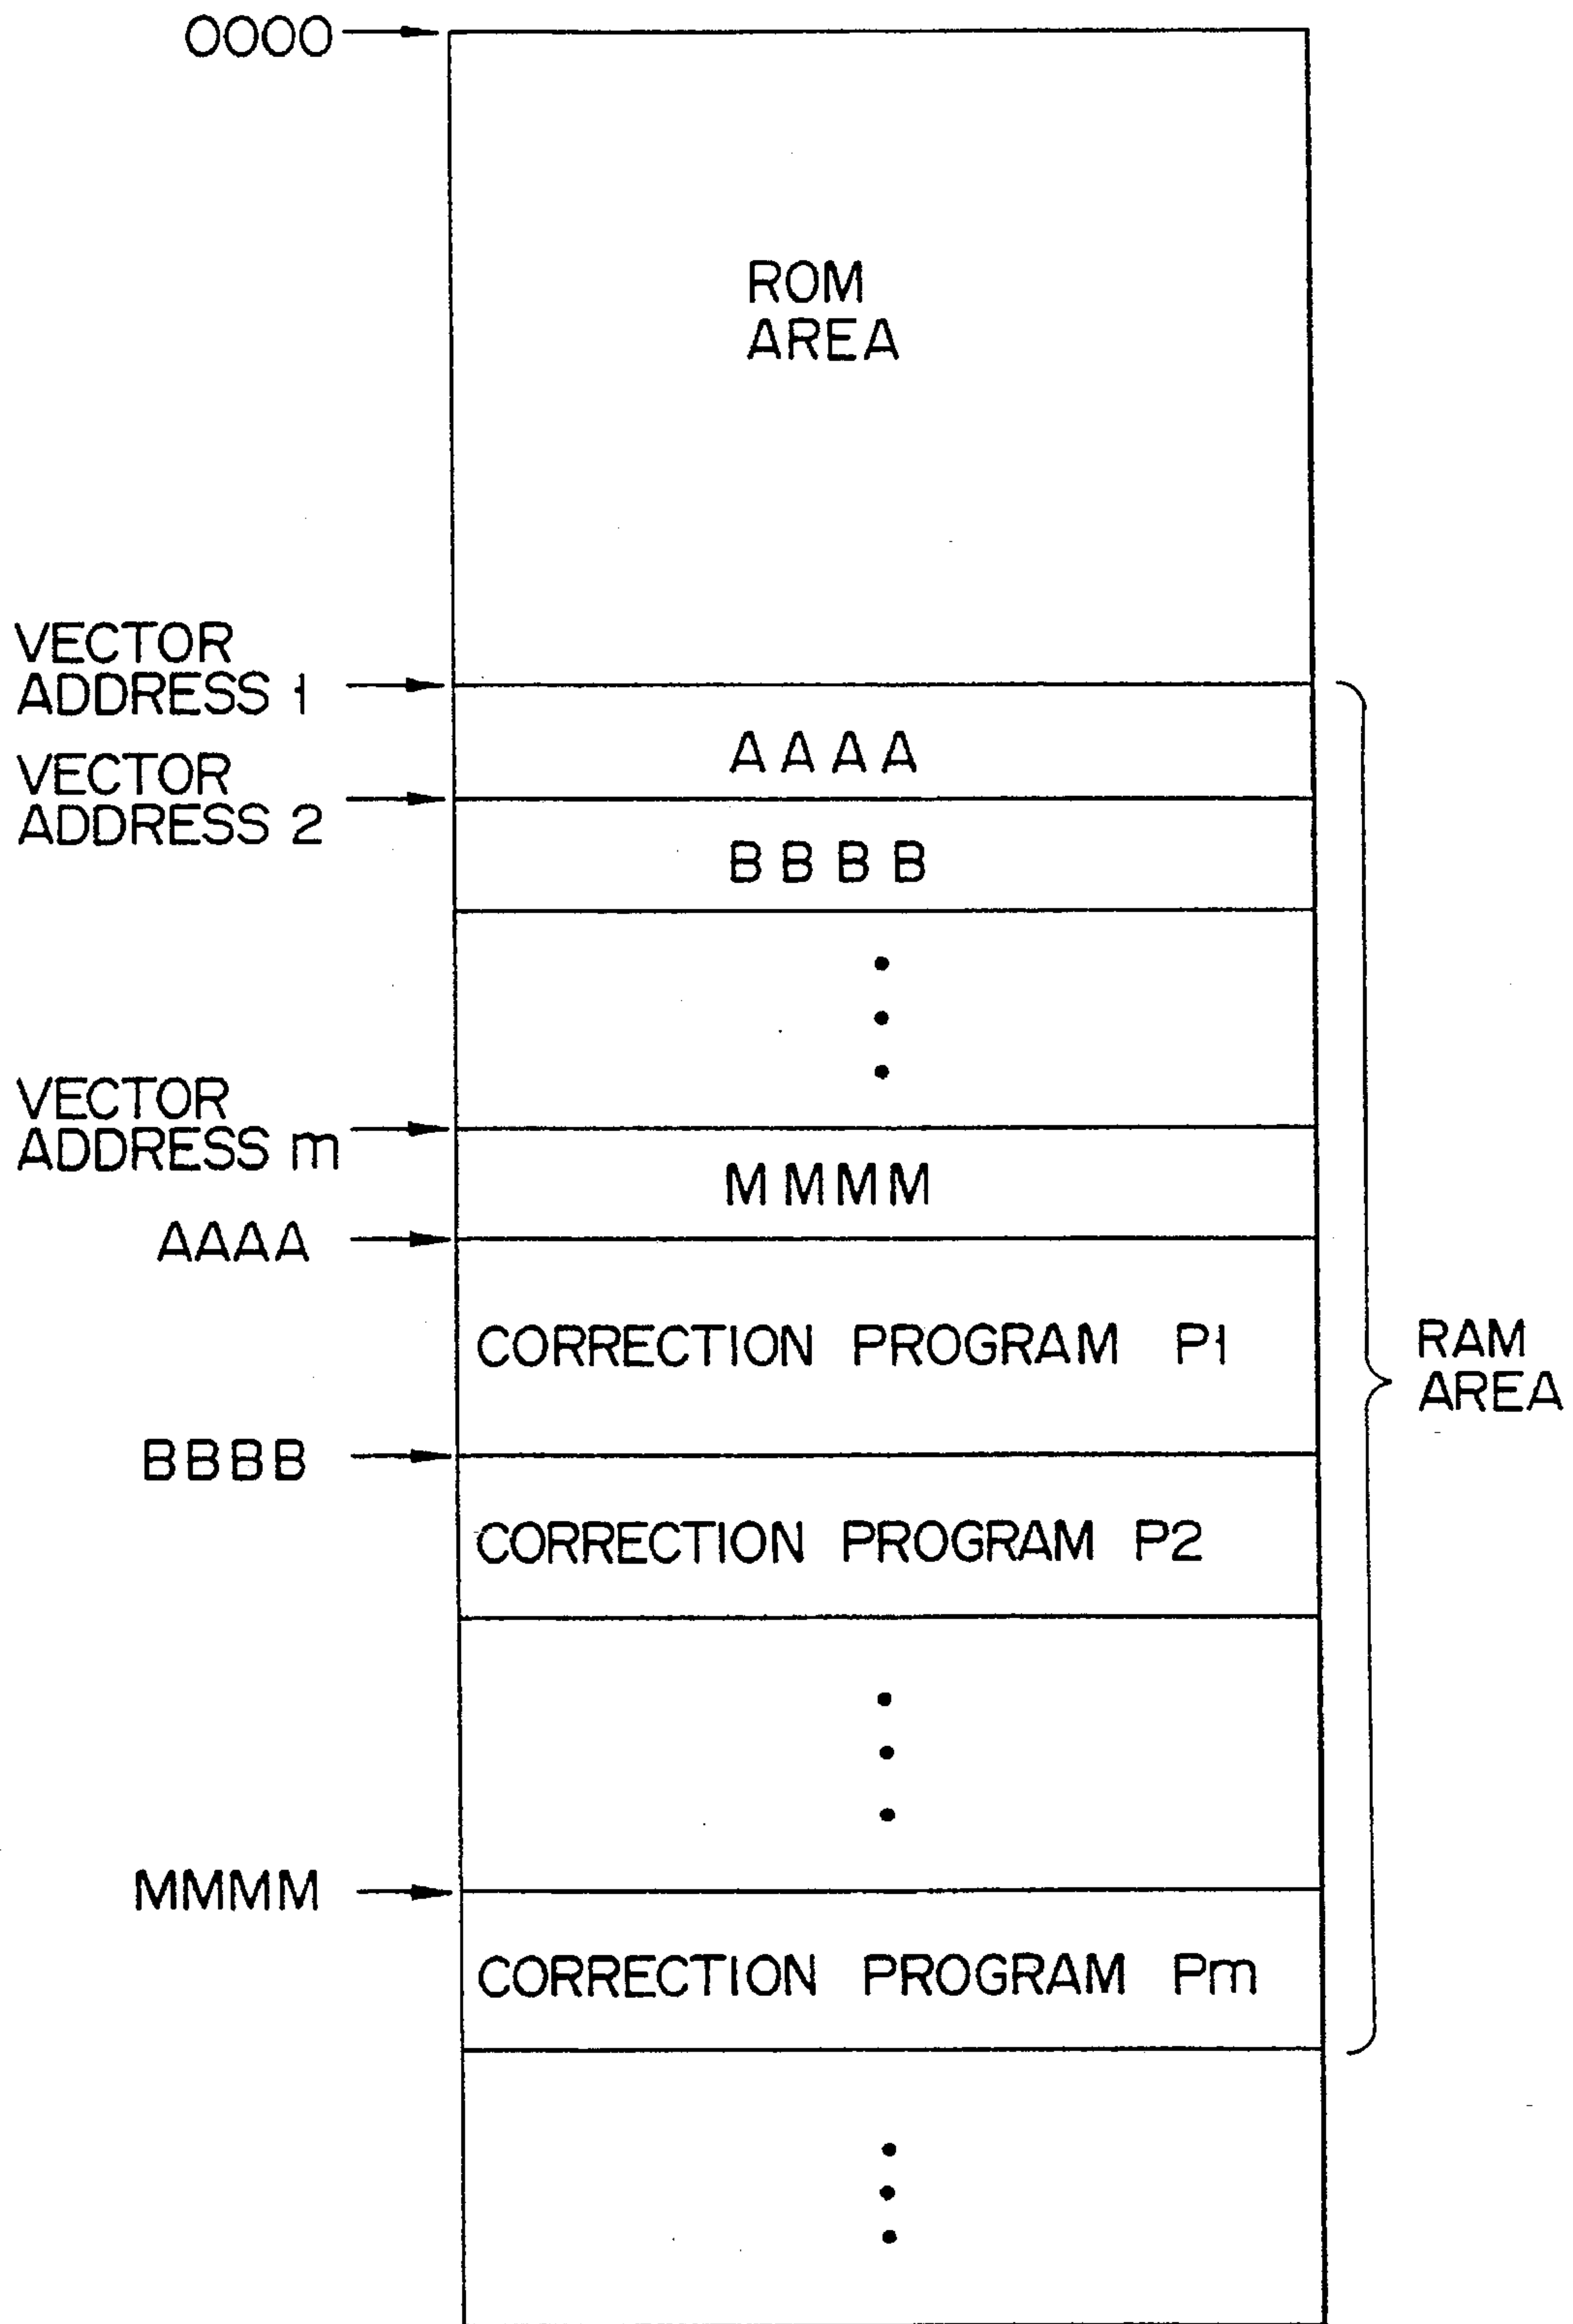 0000
ROM
AREA
VECTOR
ADDRESS 1
AAAA
VECTOR
ADDRESS 2
BBBB
VECTOR
ADDRESS m
MMMM
AAAA
CORRECTION PROGRAM P1
RAM
AREA
BBBB
CORRECTION PROGRAM P2
MMMM
CORRECTION PROGRAM Pm